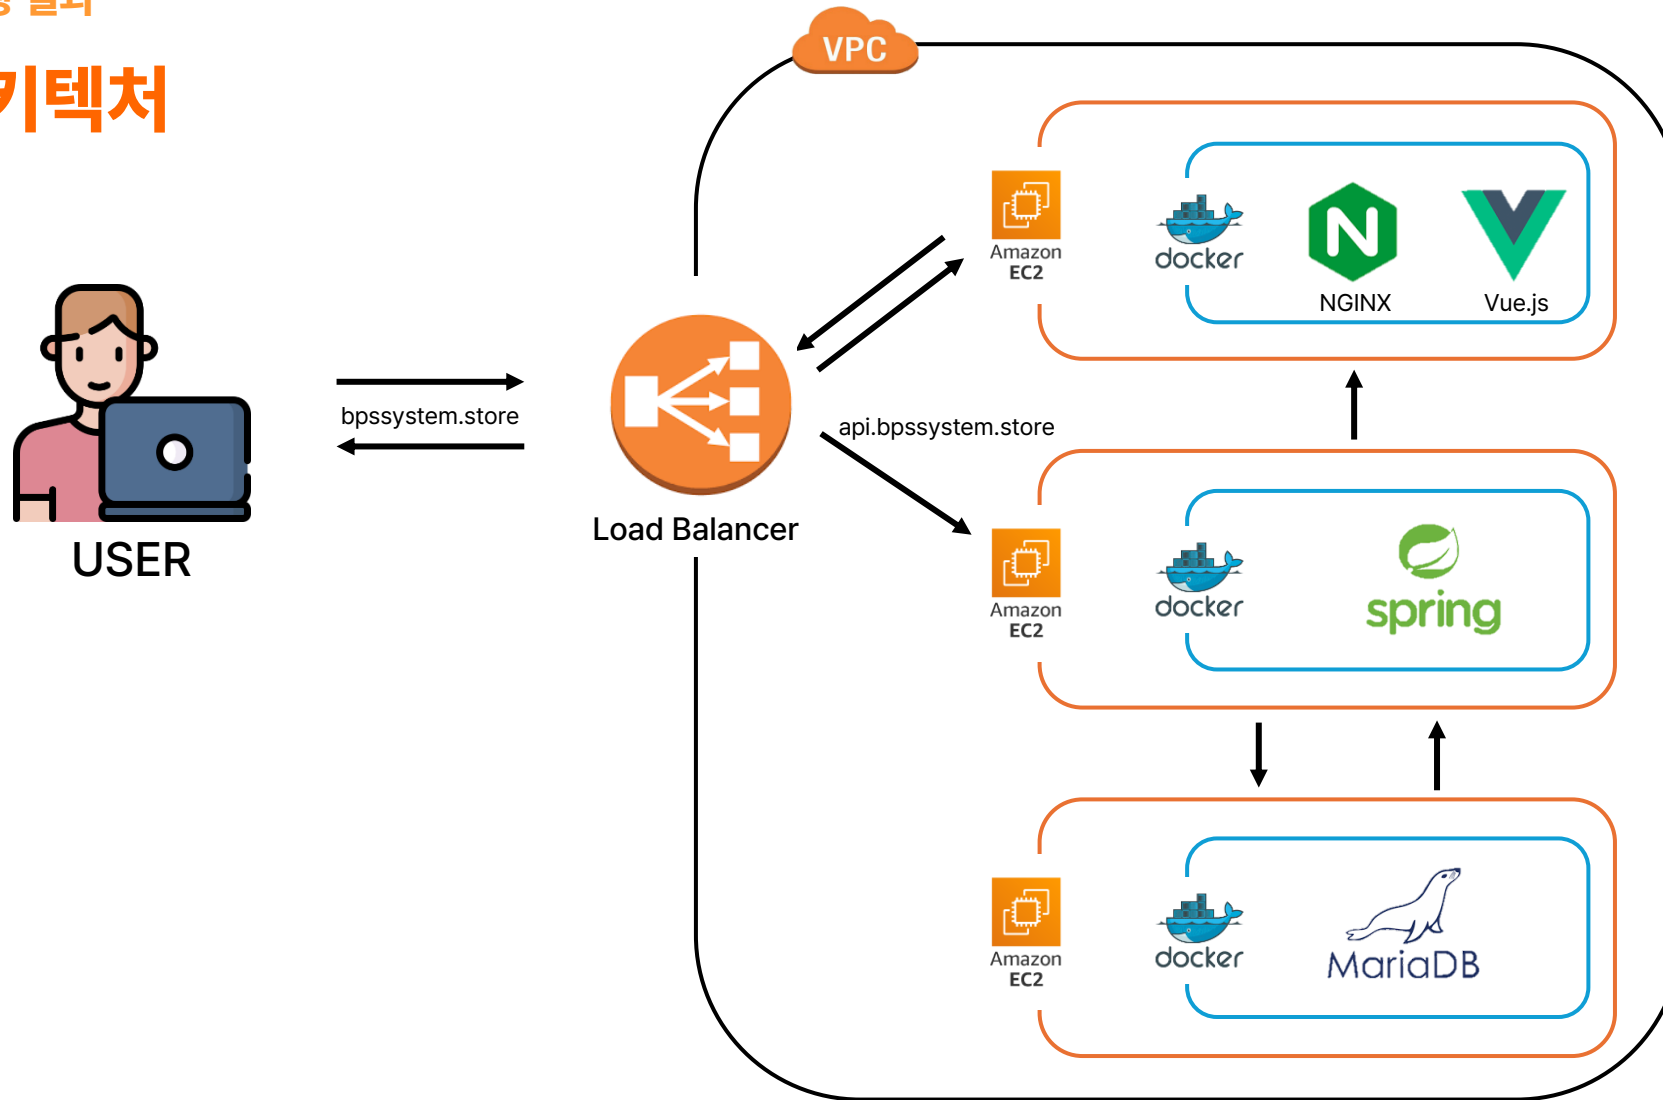 키텍처
VPC
Amazon
EC2
docker
NGINX
Vue.js
bpssystem.store
api.bpssystem.store
Load Balancer
USER
Amazon
EC2
docker
spring
Amazon
EC2
docker
MariaDB